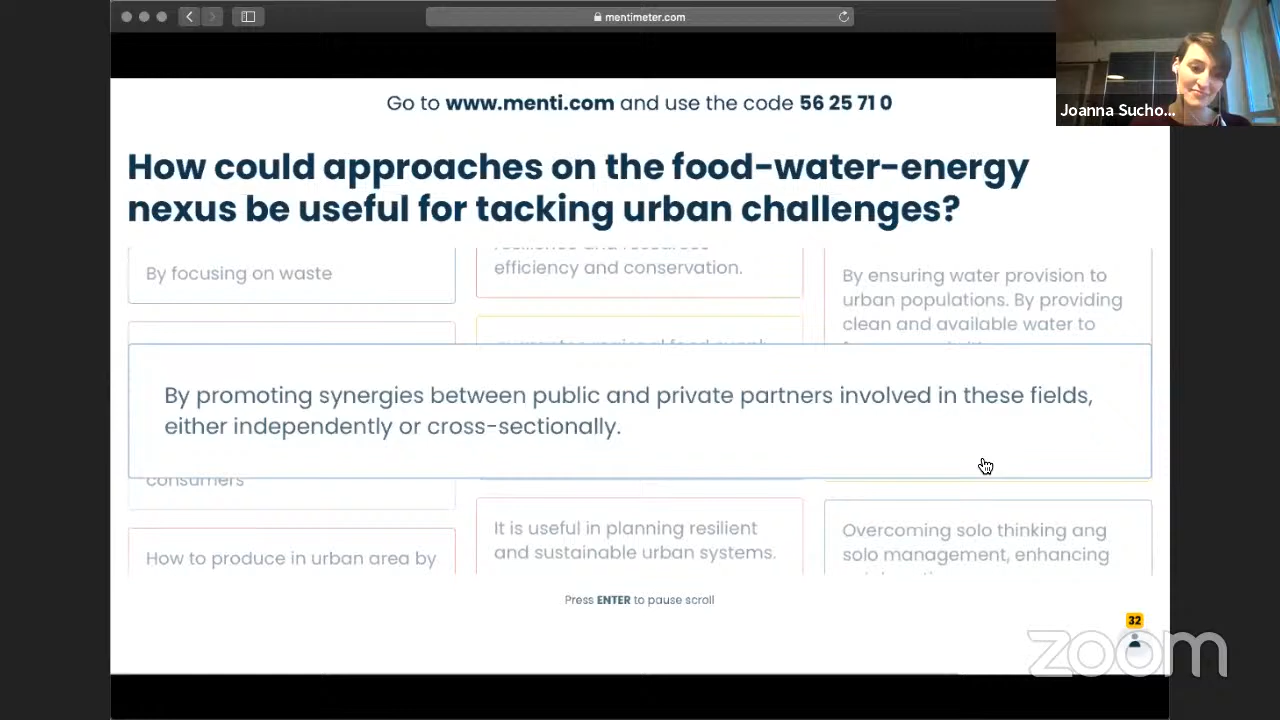 mentimeter.com
Joanna Sucho...
Go to www.menti.com and use the code 56 25 71 0
How could approaches on the food-water-energy
nexus be useful for tacking urban challenges?
By focusing on waste
efficiency and conservation.
By ensuring water provision to
urban populations. By providing
clean and available water to
By promoting synergies between public and private partners involved in these fields,
either independently or cross-sectionally.
consumers
How to produce in urban area by
It is useful in planning resilient
and sustainable urban systems.
Overcoming solo thinking ang
solo management, enhancing
Press ENTER to pause scroll
32
zoom